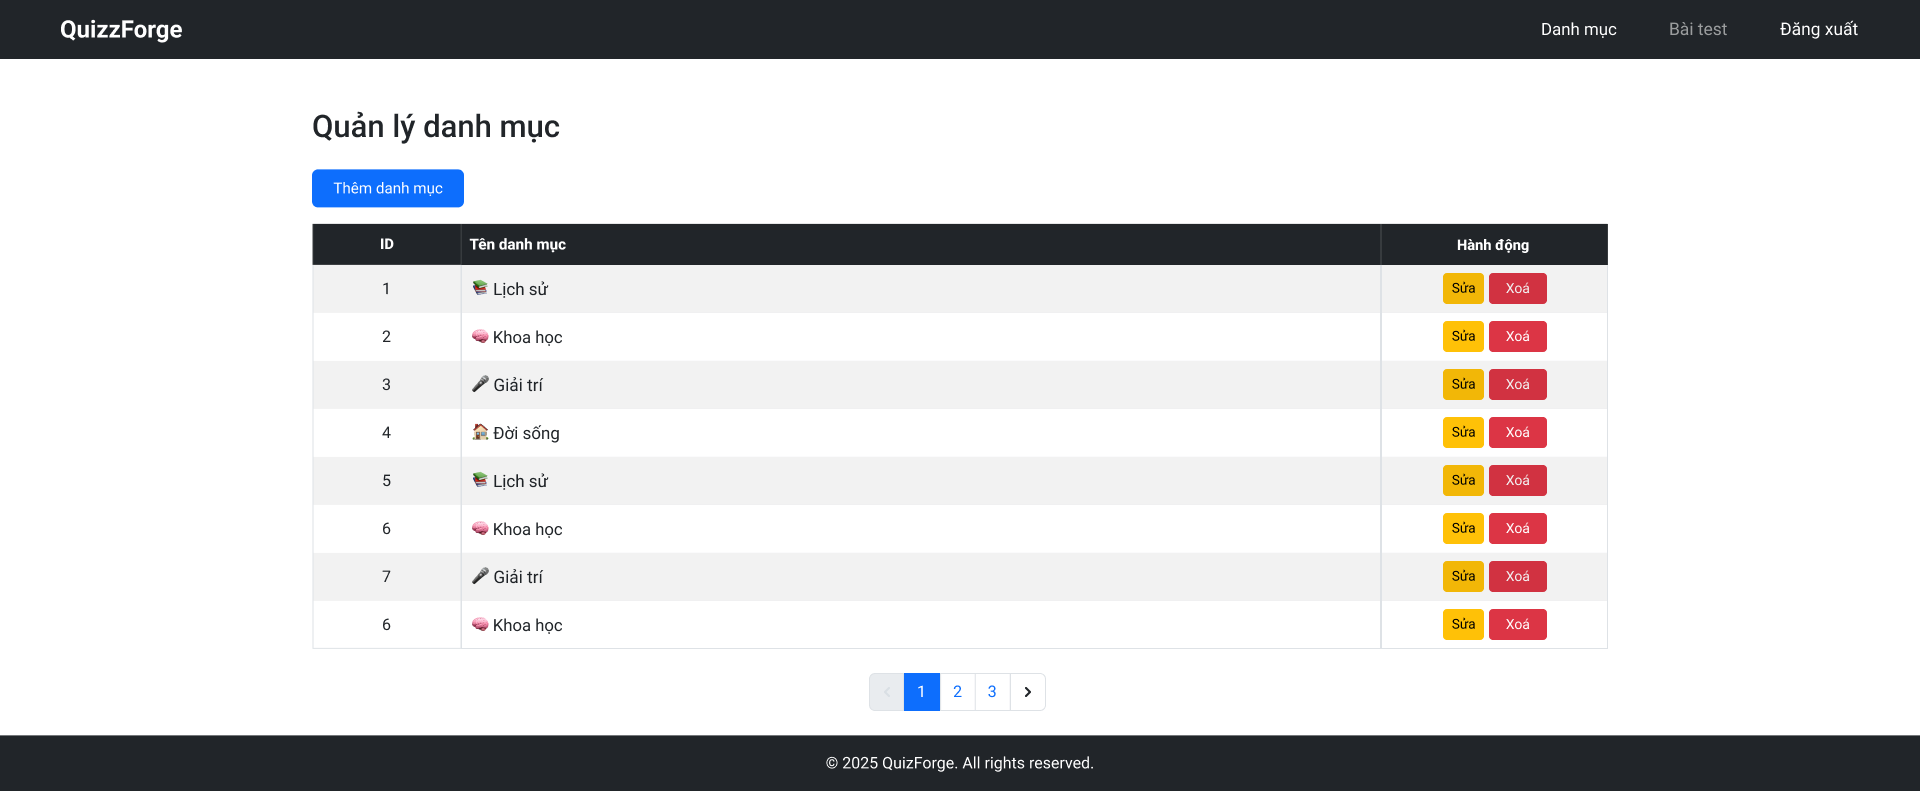 QuizzForge Danh mục Bài test Đăng xuất
Quản lý danh mục
Thêm danh mục
ID Tên danh mục Hành động
1 📚 Lịch sử Sửa Xoá
2 🧠 Khoa học Sửa Xoá
3 🎤 Giải trí Sửa Xoá
4 🏠 Đời sống Sửa Xoá
5 📚 Lịch sử Sửa Xoá
6 🧠 Khoa học Sửa Xoá
7 🎤 Giải trí Sửa Xoá
6 🧠 Khoa học Sửa Xoá
1 2 3
© 2025 QuizForge. All rights reserved.